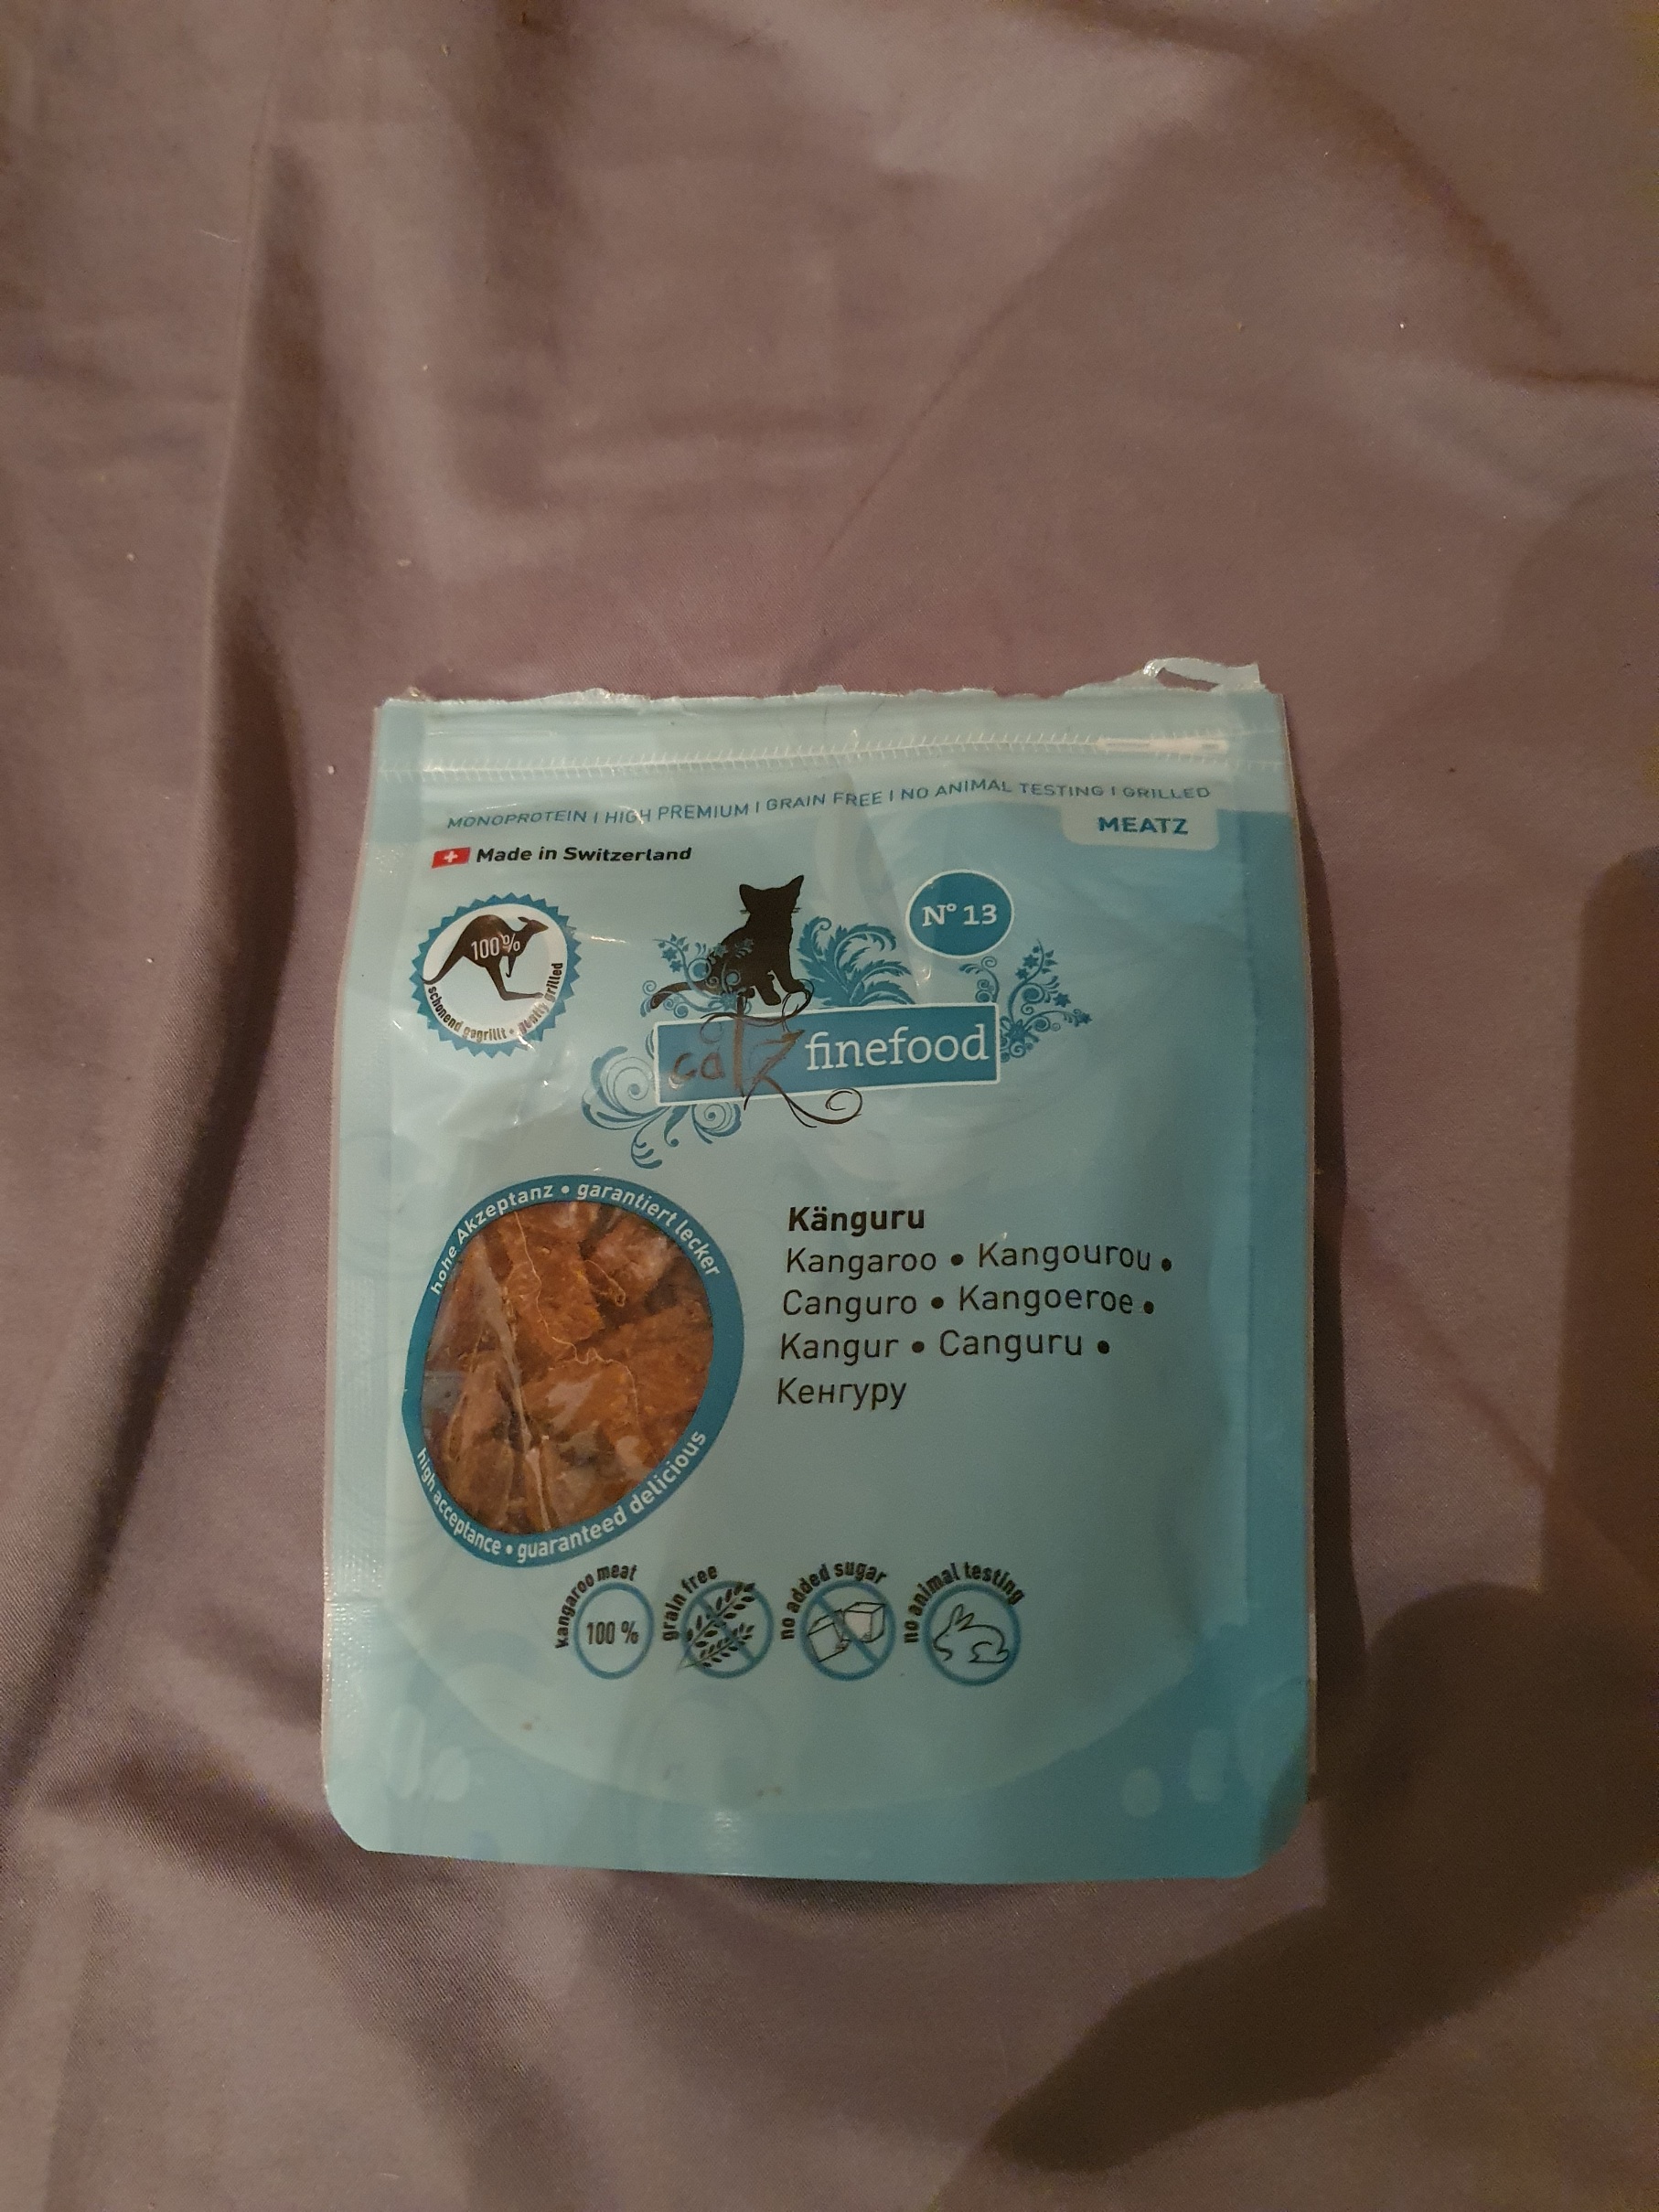 MONOPROTEIN | HIGH PREMIUM | GRAIN FREE | NO ANIMAL TESTING | GRILLED
MEATZ
Made in Switzerland
100%
schonend gegrillt • gently grilled
N° 13
catz finefood
hohe Akzeptanz • garantiert lecker
high acceptance • guaranteed delicious
Känguru
Kangaroo • Kangourou •
Canguro • Kangoeroe •
Kangur • Canguru •
Кенгуру
kangaroo meat
100 %
grain free
no added sugar
no animal testing